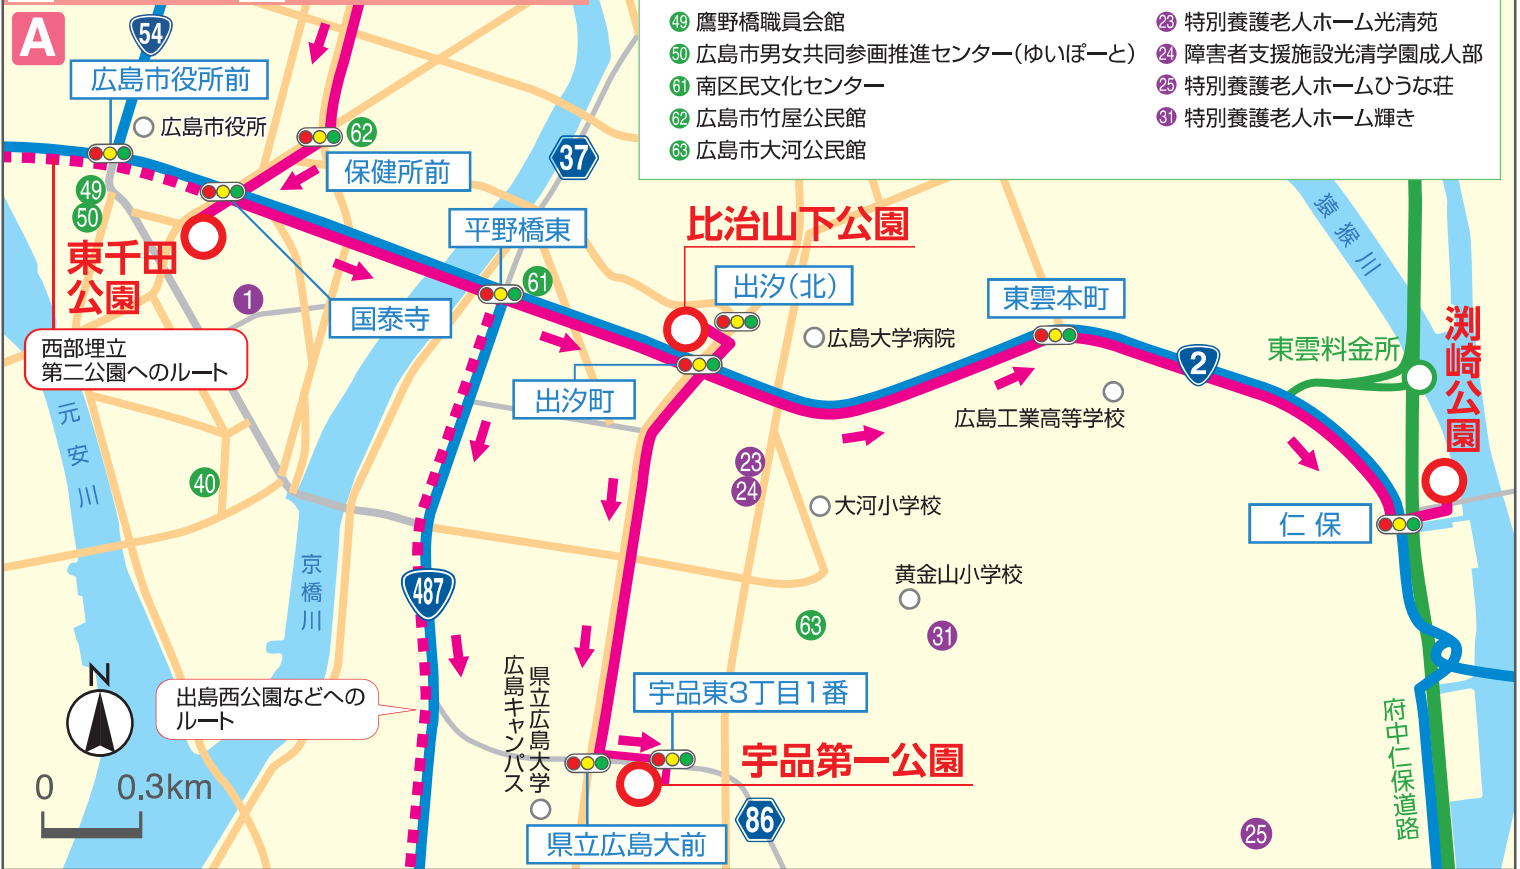 A
54
広島市役所前
広島市役所
62
保健所前
37
平野橋東
49
50
東千田
公園
1
国泰寺
61
西部埋立
第二公園へのルート
比治山下公園
出汐(北)
広島大学病院
東雲本町
2
出汐町
広島工業高等学校
東雲料金所
渕崎公園
猿猴川
元安川
40
23
24
大河小学校
仁保
京橋川
487
黄金山小学校
63
31
N
出島西公園などへの
ルート
県立広島大学
広島キャンパス
宇品東3丁目1番
宇品第一公園
府中仁保道路
0 0.3km
県立広島大前
86
25
49 鷹野橋職員会館
50 広島市男女共同参画推進センター(ゆいぽーと)
61 南区民文化センター
62 広島市竹屋公民館
63 広島市大河公民館
23 特別養護老人ホーム光清苑
24 障害者支援施設光清学園成人部
25 特別養護老人ホームひうな荘
31 特別養護老人ホーム輝き